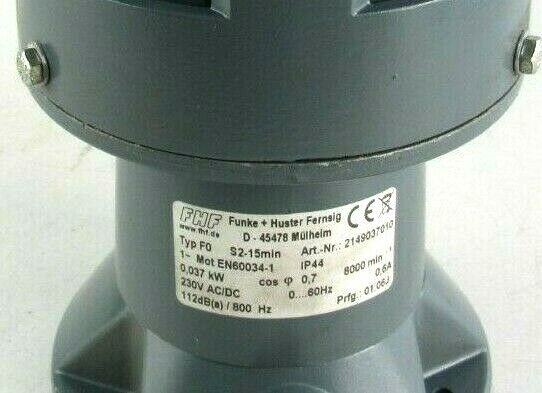 FHF Funke + Huster Fernsig CE
www.fhf.de D - 45478 Mülheim
Typ F0 S2-15min Art.-Nr.: 2149037010
1~ Mot EN60034-1 IP44 8000 min
0,037 kW cos φ 0,7 0,6A
230V AC/DC 0....60Hz Prfg.: 01.06J
112dB(a) / 800 Hz